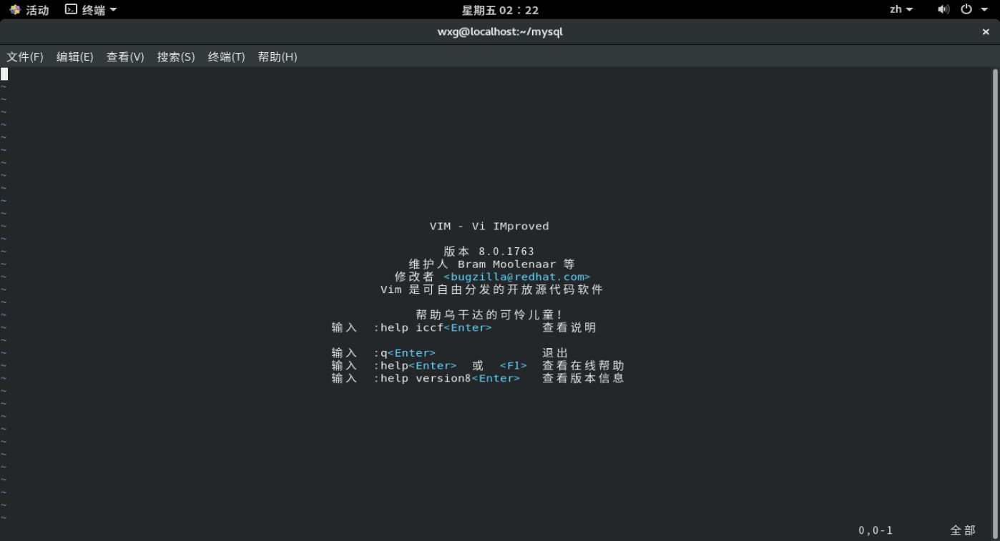 活动 终端 星期五 02：22 zh
wxg@localhost:~/mysql
文件(F) 编辑(E) 查看(V) 搜索(S) 终端(T) 帮助(H)
~
~
~
~
~
~
~
~
~
~
~
~ VIM - Vi IMproved
~
~ 版本 8.0.1763
~ 维护人 Bram Moolenaar 等
~ 修改者 <bugzilla@redhat.com>
~ Vim 是可自由分发的开放源代码软件
~
~ 帮助乌干达的可怜儿童!
~ 输入 :help iccf<Enter> 查看说明
~
~ 输入 :q<Enter> 退出
~ 输入 :help<Enter> 或 <F1> 查看在线帮助
~ 输入 :help version8<Enter> 查看版本信息
~
~
~
~
~
~
~
~
~
~
~
0,0-1 全部